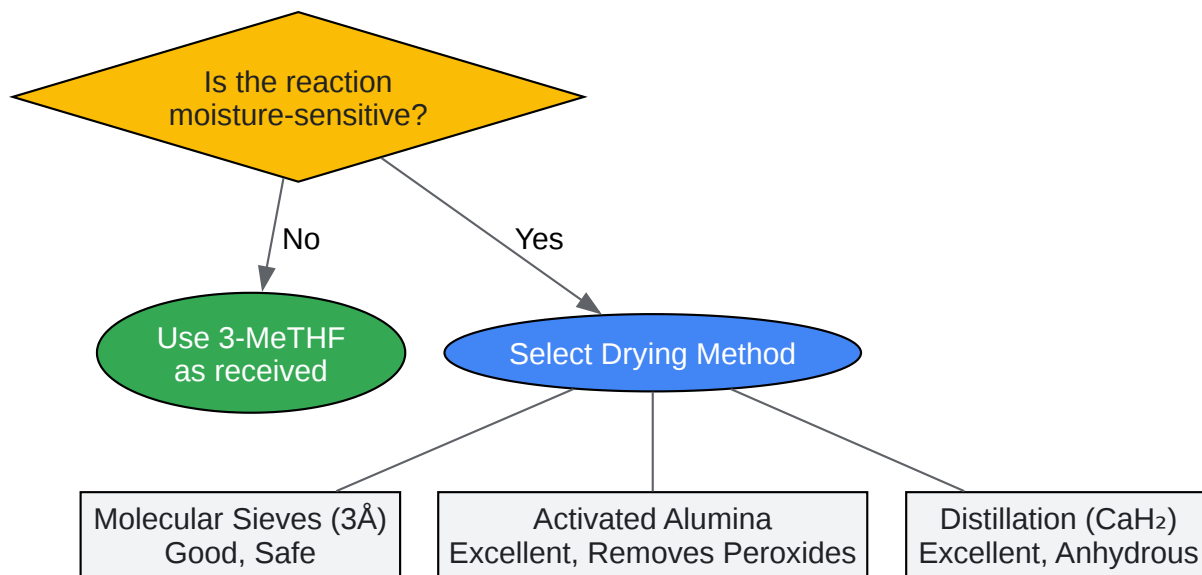 Is the reaction
moisture-sensitive?
No
Yes
Use 3-MeTHF
as received
Select Drying Method
Molecular Sieves (3Å)
Good, Safe
Activated Alumina
Excellent, Removes Peroxides
Distillation (CaH₂)
Excellent, Anhydrous